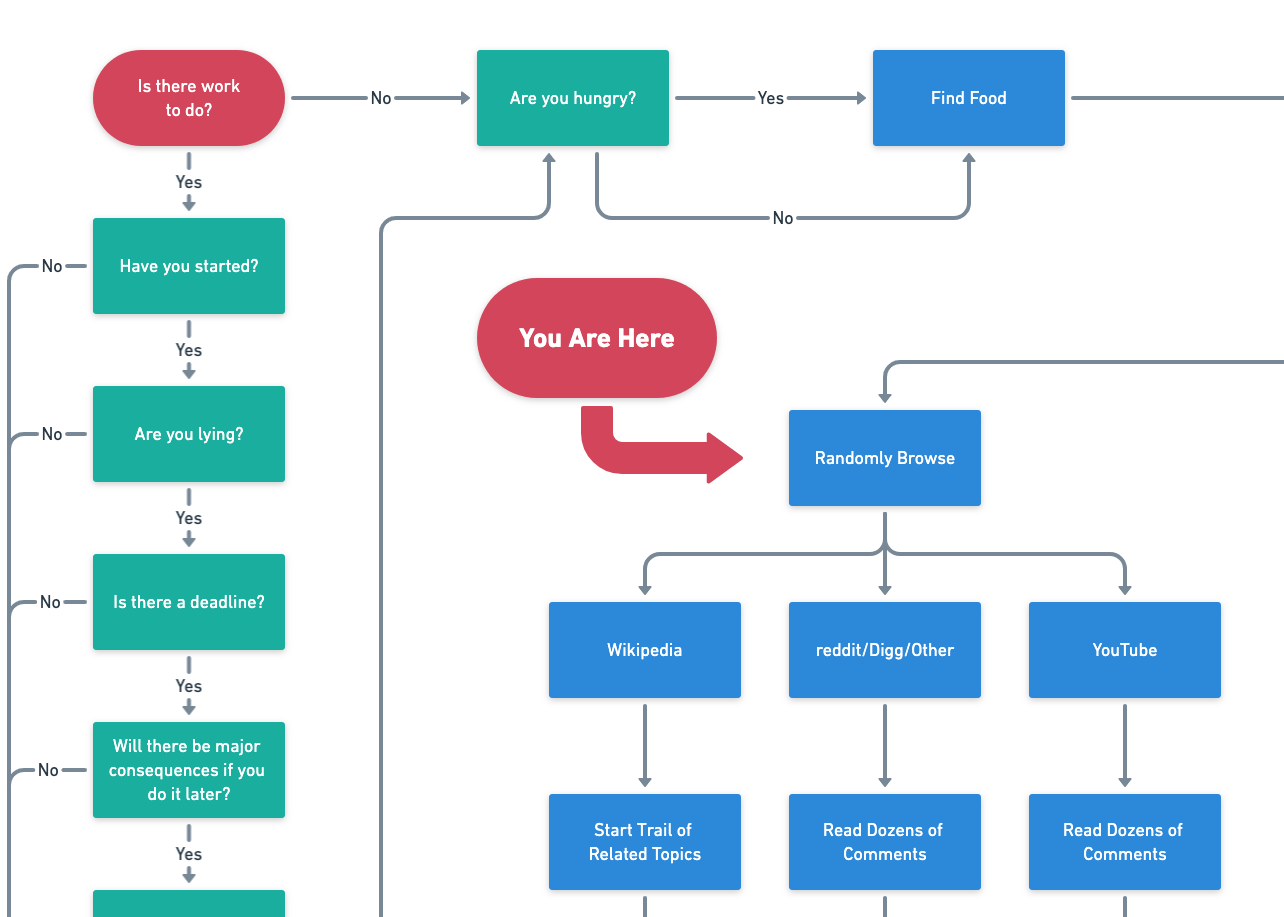 Is there work
to do?
No
Are you hungry?
Yes
Find Food
Yes
No
Have you started?
No
You Are Here
Yes
No
Are you lying?
Randomly Browse
Yes
No
Is there a deadline?
Wikipedia
reddit/Digg/Other
YouTube
Yes
No
Will there be major
consequences if you
do it later?
Start Trail of
Related Topics
Read Dozens of
Comments
Read Dozens of
Comments
Yes